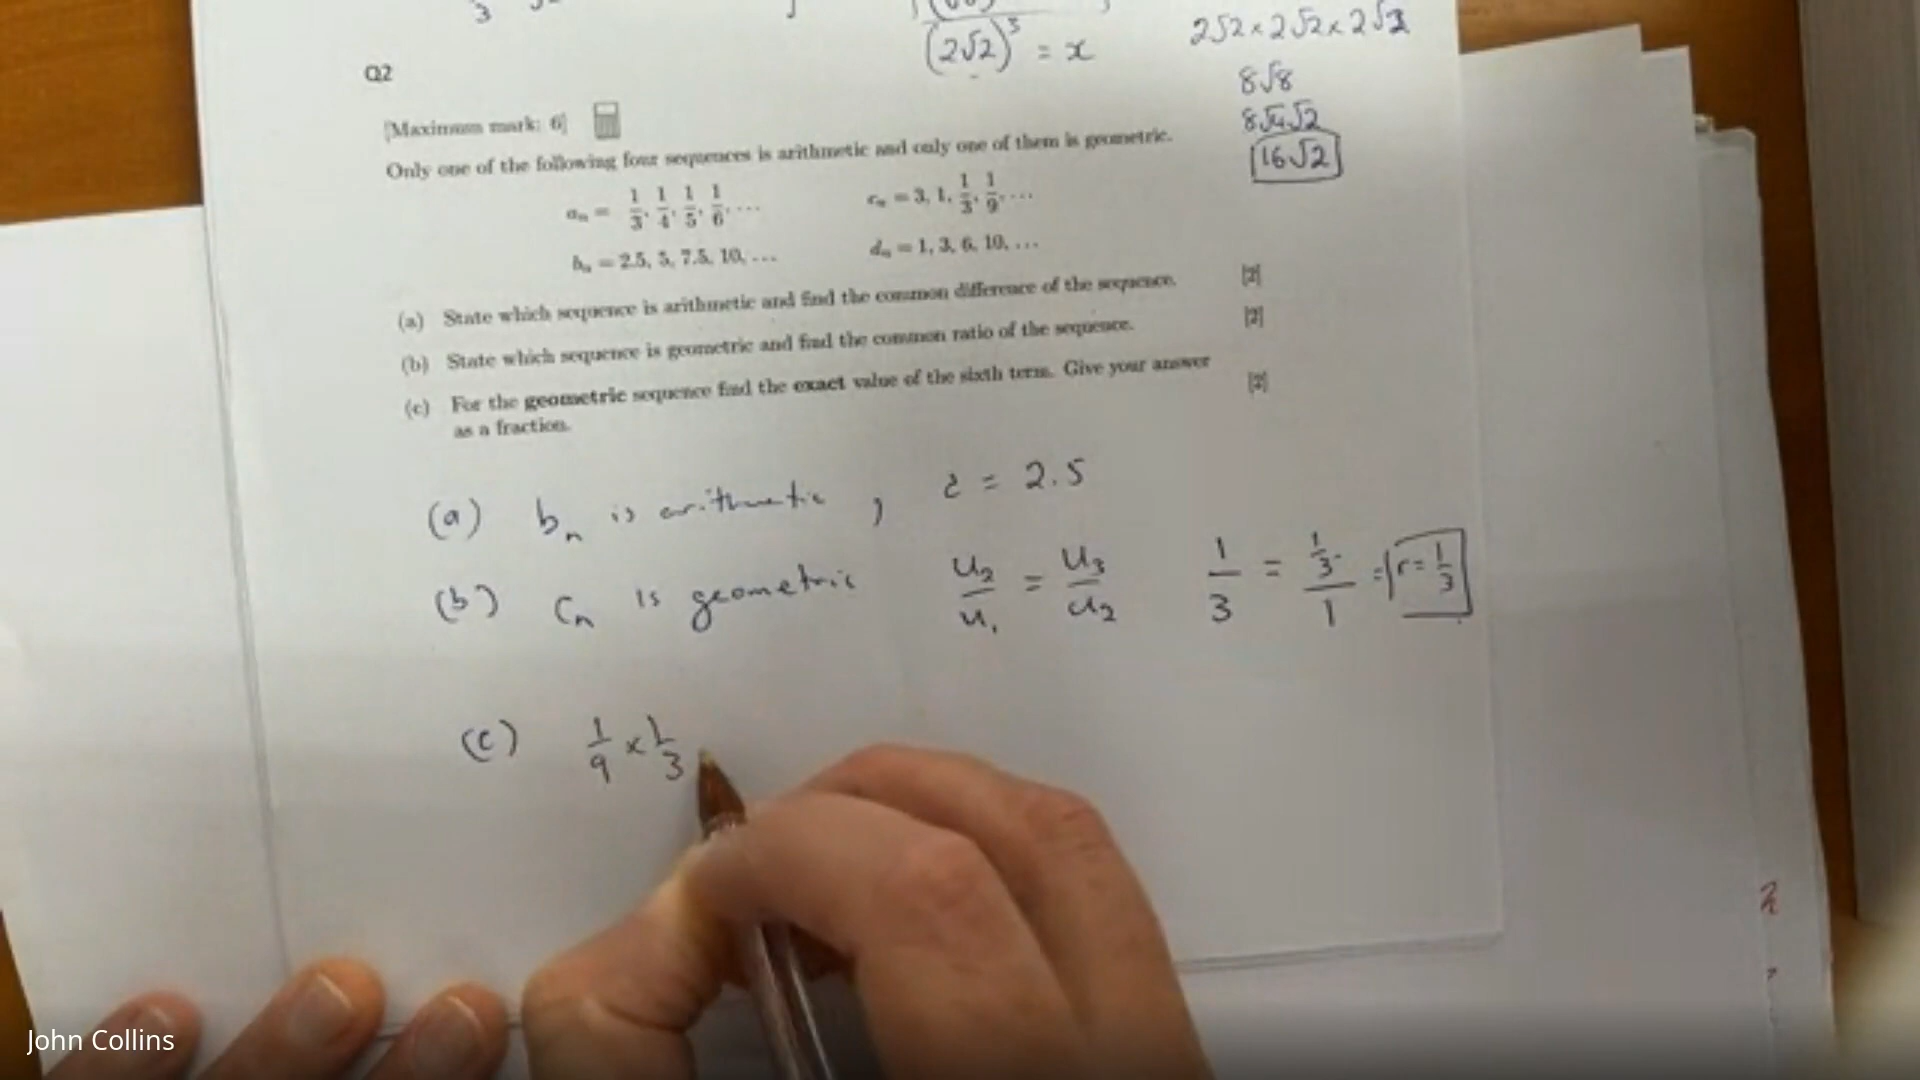 (2√2)³ = x
2√2 × 2√2 × 2√2
8√8
8√4√2
16√2
Q2
[Maximum mark: 6]
Only one of the following four sequences is arithmetic and only one of them is geometric.
aₙ = 1/3, 1/4, 1/5, 1/6, ...
cₙ = 3, 1, 1/3, 1/9, ...
bₙ = 2.5, 5, 7.5, 10, ...
dₙ = 1, 3, 6, 10, ...
(a) State which sequence is arithmetic and find the common difference of the sequence. [2]
(b) State which sequence is geometric and find the common ratio of the sequence. [2]
(c) For the geometric sequence find the exact value of the sixth term. Give your answer [2]
as a fraction.
(a) bₙ is arithmetic , = 2.5
(b) cₙ is geometric u₂/u₁ = u₃/u₂ 1/3 = (1/3)/1 = r = 1/3
(c) 1/9 × 1/3
John Collins